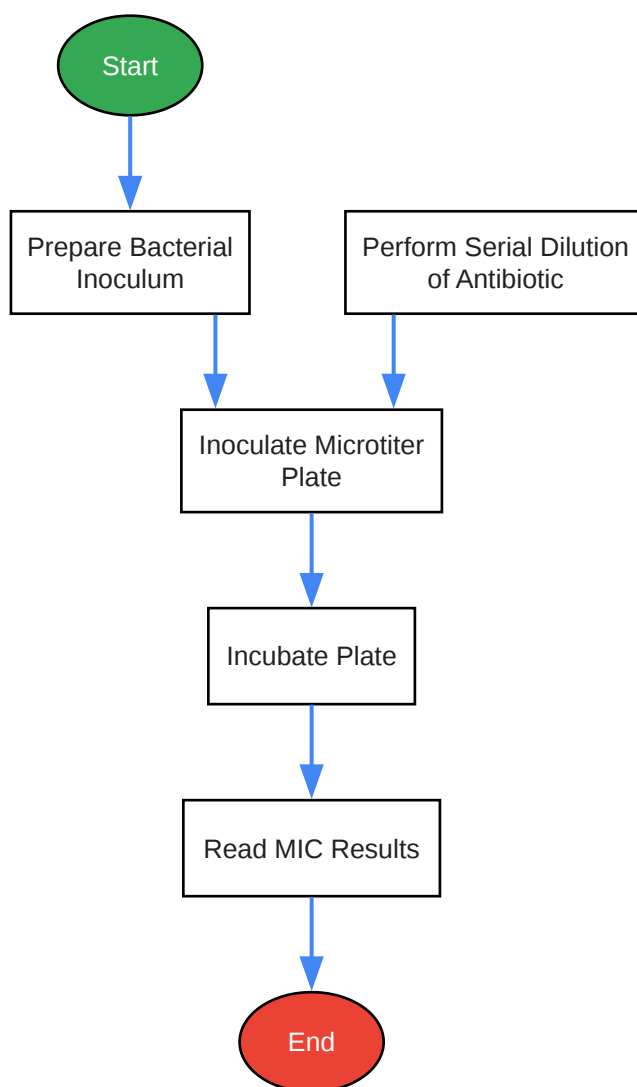 Start
Prepare Bacterial
Inoculum
Perform Serial Dilution
of Antibiotic
Inoculate Microtiter
Plate
Incubate Plate
Read MIC Results
End